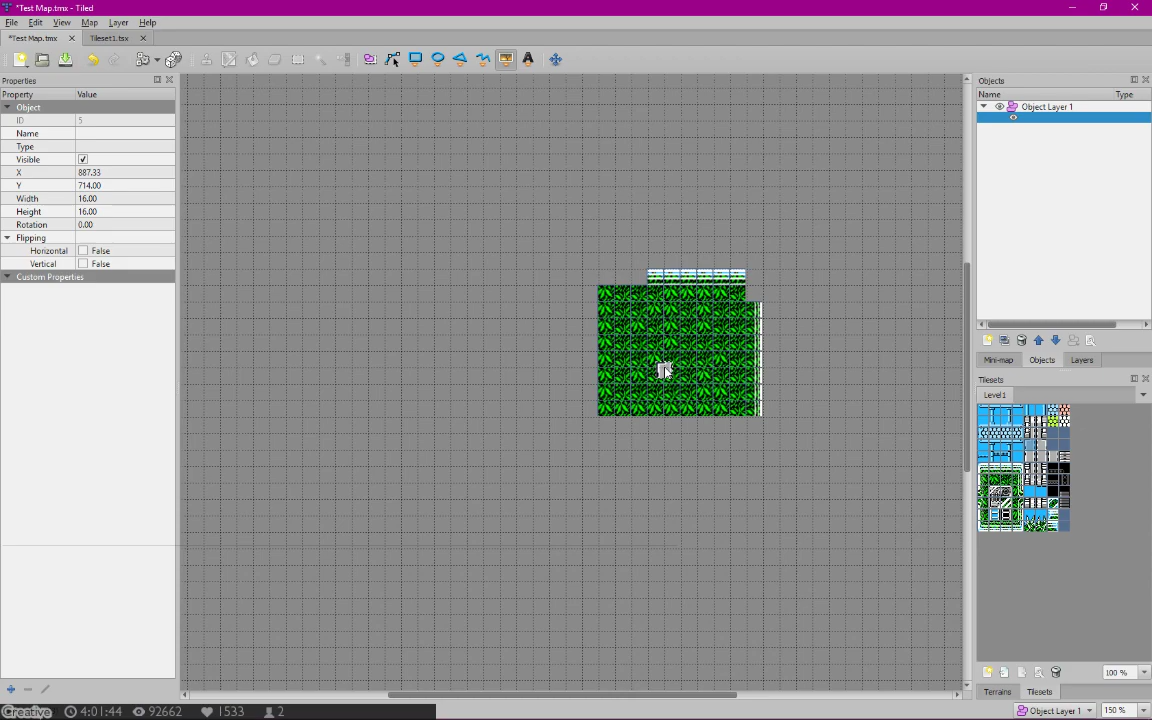 *Test Map.tmx - Tiled
File Edit View Map Layer Help
*Test Map.tmx Tileset1.tsx
Properties
Property Value
Object
ID 5
Name
Type
Visible
X 887.33
Y 714.00
Width 16.00
Height 16.00
Rotation 0.00
Flipping
Horizontal False
Vertical False
Custom Properties
Objects
Name Type
Object Layer 1
Mini-map Objects Layers
Tilesets
Level1
100 %
Terrains Tilesets
Creative 4:01:44 92662 1533 2
Object Layer 1 150 %